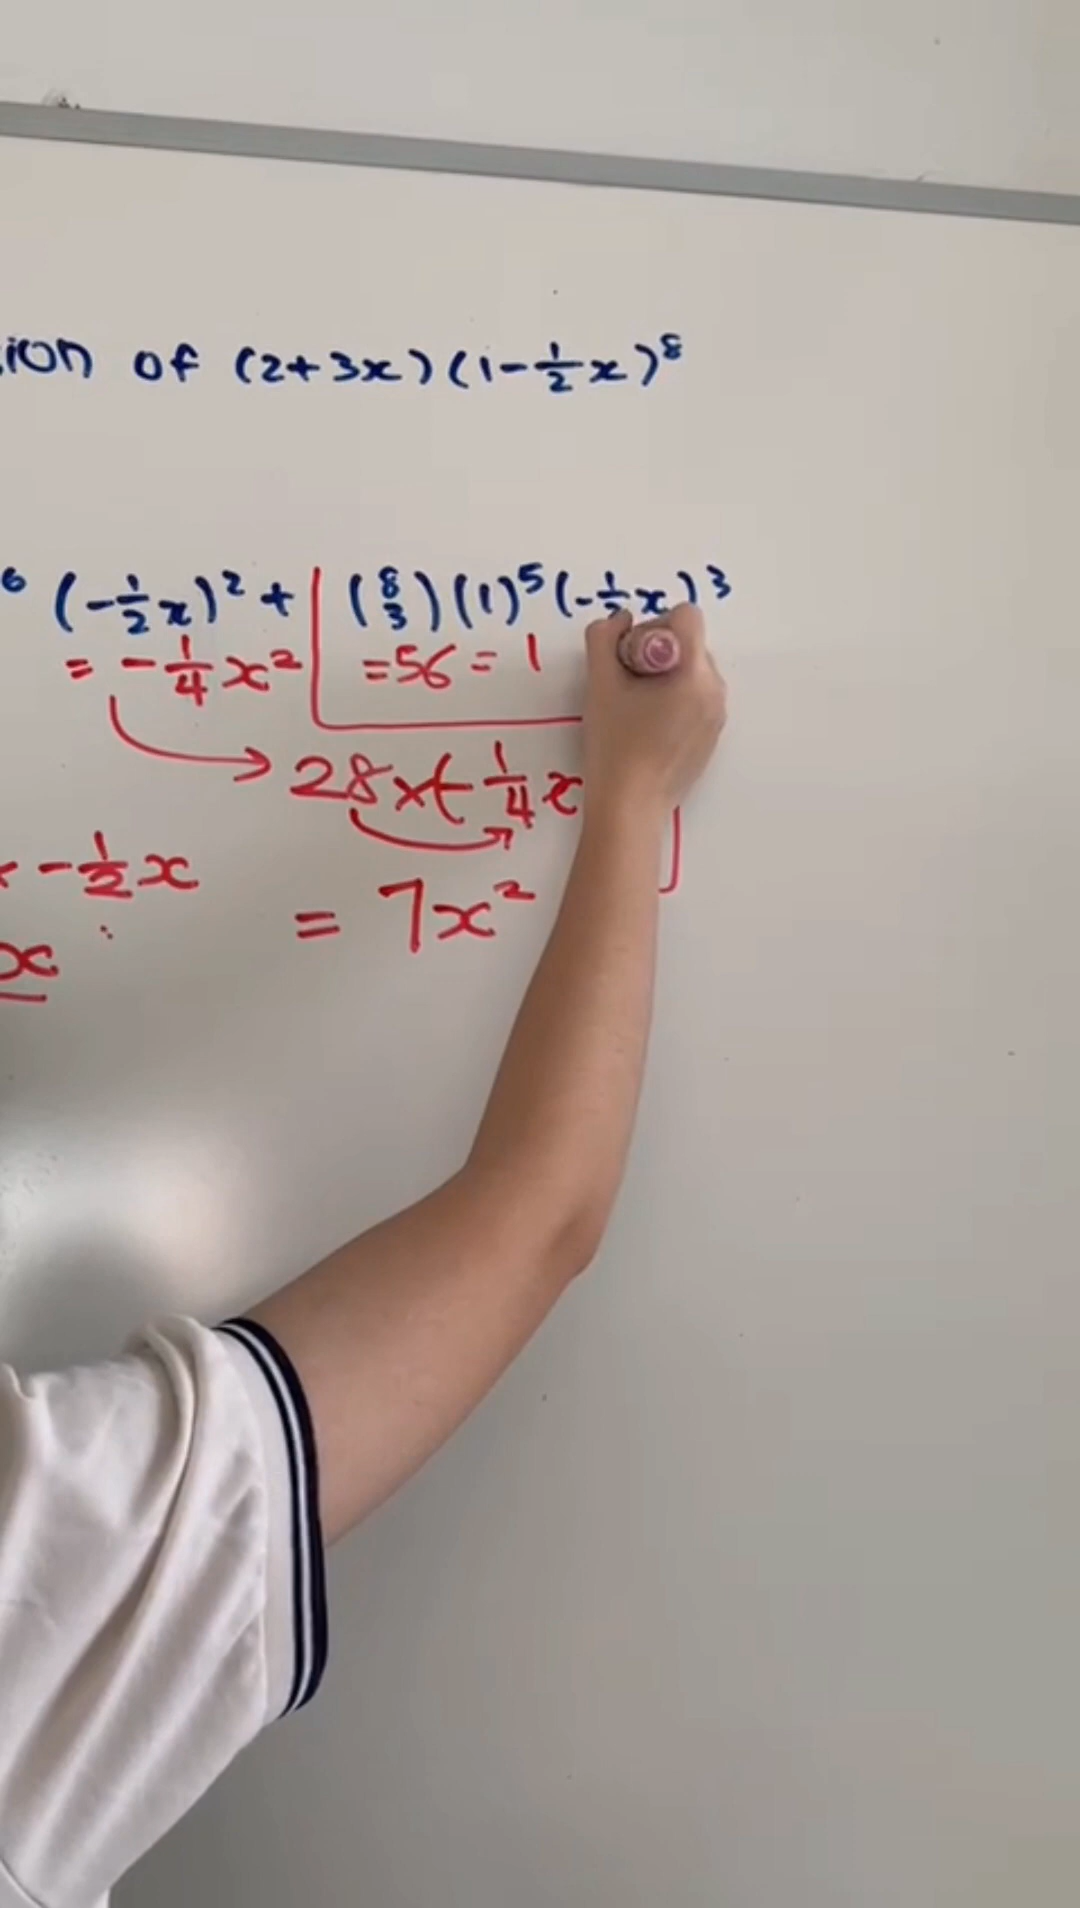 ion of (2+3x)(1-½x)⁸
⁶ (-½x)² + (⁸₃)(1)⁵(-½x)³
= -¼x² =56 = 1
28×(-¼x
-½x
= 7x²
x